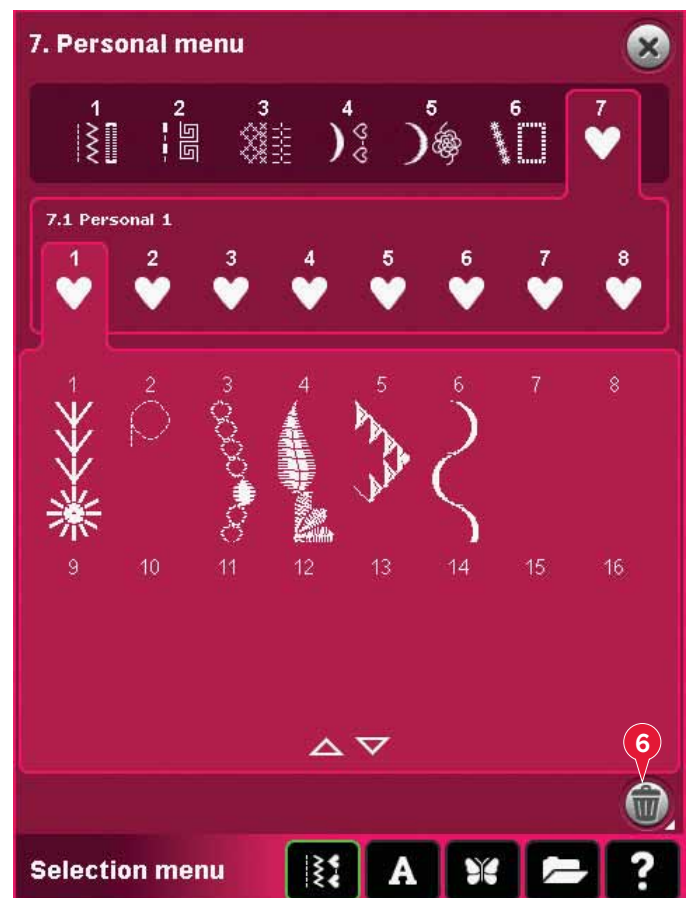 7. Personal menu
1 2 3 4 5 6 7
7.1 Personal 1
1 2 3 4 5 6 7 8
1 2 3 4 5 6 7 8
9 10 11 12 13 14 15 16
6
Selection menu A ?